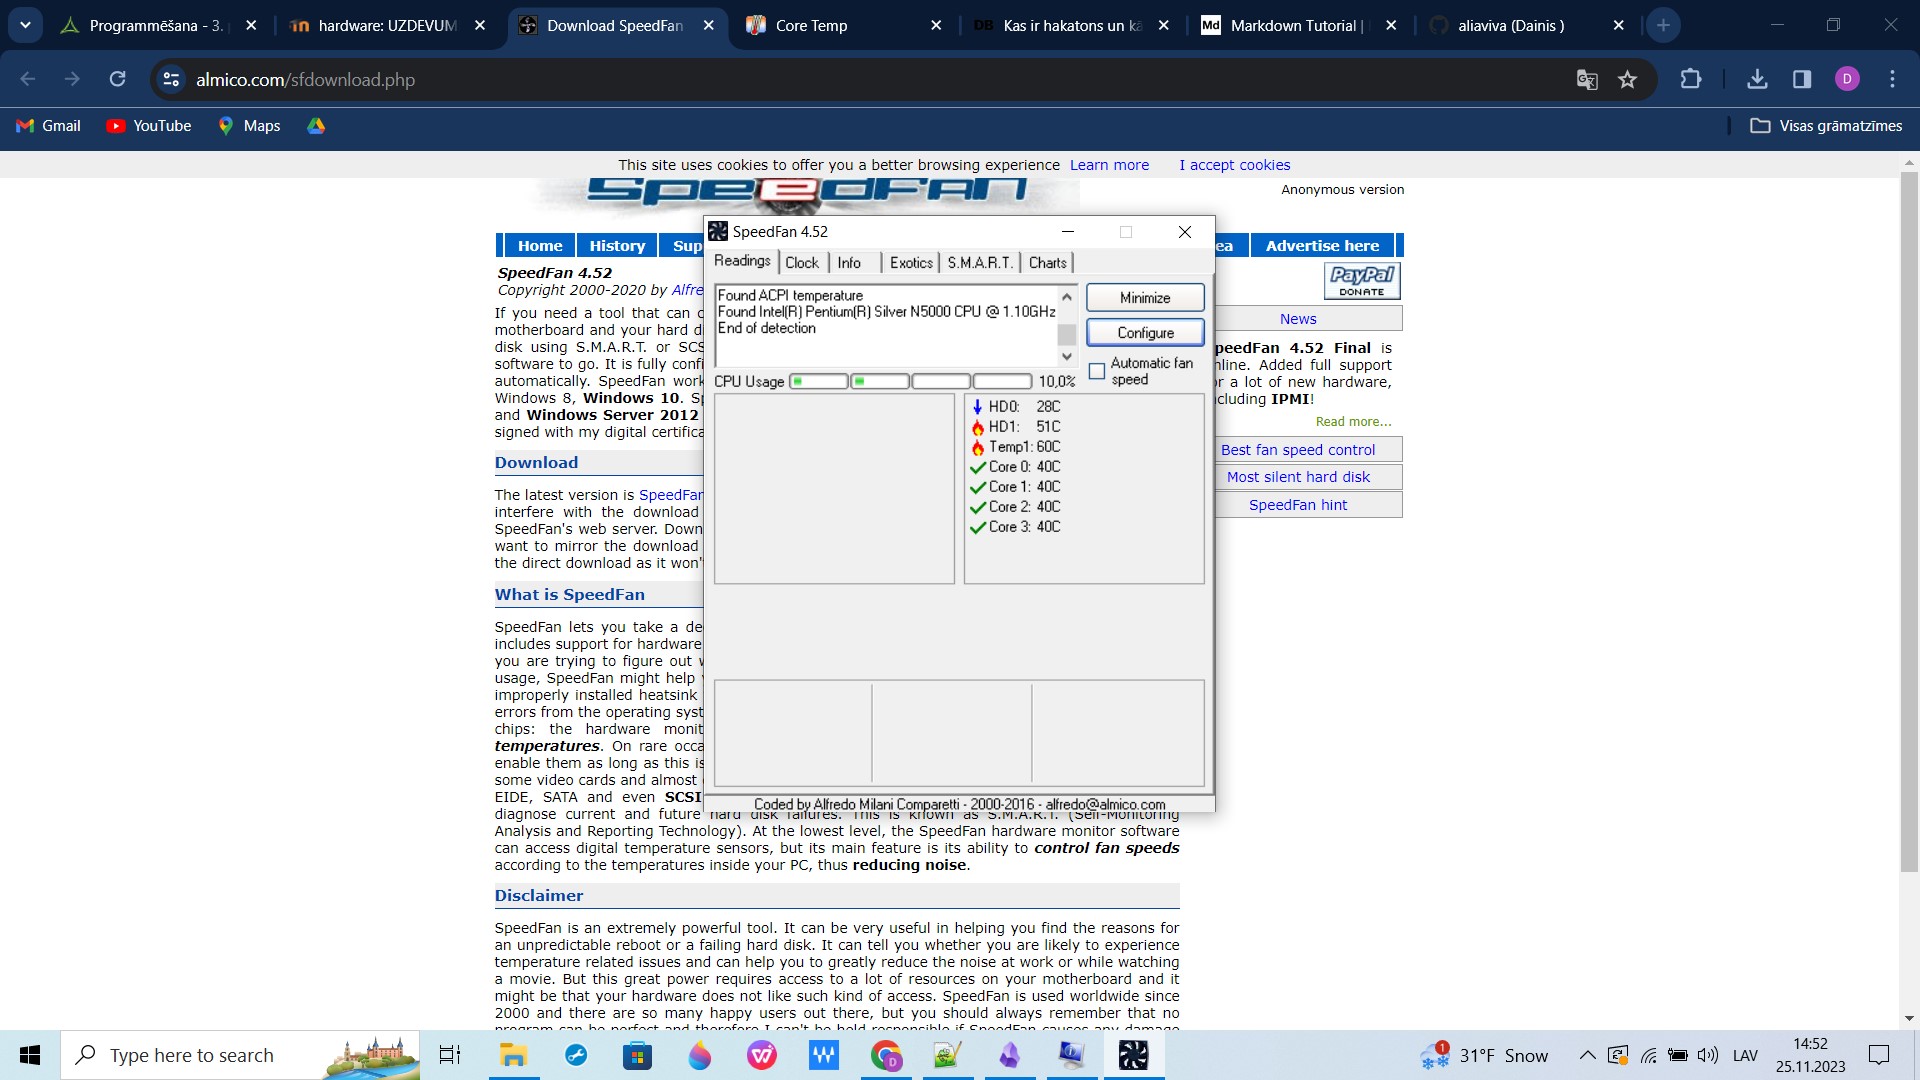 Programmēšana - 3.
hardware: UZDEVUM
Download SpeedFan
Core Temp
DB
Kas ir hakatons un kā
Md
Markdown Tutorial |
aliaviva (Dainis )
almico.com/sfdownload.php
D
Gmail
YouTube
Maps
Visas grāmatzīmes
This site uses cookies to offer you a better browsing experience Learn more I accept cookies
SpeedFan
Anonymous version
Home
History
Sup
ea
Advertise here
SpeedFan 4.52
Copyright 2000-2020 by Alfre
If you need a tool that can c
motherboard and your hard d
disk using S.M.A.R.T. or SCS
software to go. It is fully confi
automatically. SpeedFan work
Windows 8, Windows 10. Sp
and Windows Server 2012
signed with my digital certifica
Download
The latest version is SpeedFan
interfere with the download
SpeedFan's web server. Down
want to mirror the download
the direct download as it won'
What is SpeedFan
SpeedFan lets you take a de
includes support for hardware
you are trying to figure out w
usage, SpeedFan might help y
improperly installed heatsink
errors from the operating syst
chips: the hardware monit
temperatures. On rare occa
enable them as long as this is
some video cards and almost
EIDE, SATA and even SCSI
diagnose current and future hard disk failures. This is known as S.M.A.R.T. (Self-Monitoring
Analysis and Reporting Technology). At the lowest level, the SpeedFan hardware monitor software
can access digital temperature sensors, but its main feature is its ability to control fan speeds
according to the temperatures inside your PC, thus reducing noise.
Disclaimer
SpeedFan is an extremely powerful tool. It can be very useful in helping you find the reasons for
an unpredictable reboot or a failing hard disk. It can tell you whether you are likely to experience
temperature related issues and can help you to greatly reduce the noise at work or while watching
a movie. But this great power requires access to a lot of resources on your motherboard and it
might be that your hardware does not like such kind of access. SpeedFan is used worldwide since
2000 and there are so many happy users out there, but you should always remember that no
program can be perfect and therefore I can't be held responsible if SpeedFan causes any damage
PayPal
DONATE
News
peedFan 4.52 Final is
nline. Added full support
or a lot of new hardware,
cluding IPMI!
Read more...
Best fan speed control
Most silent hard disk
SpeedFan hint
SpeedFan 4.52
Readings
Clock
Info
Exotics
S.M.A.R.T.
Charts
Found ACPI temperature
Found Intel(R) Pentium(R) Silver N5000 CPU @ 1.10GHz
End of detection
Minimize
Configure
Automatic fan
speed
CPU Usage
10,0%
HD0: 28C
HD1: 51C
Temp1: 60C
Core 0: 40C
Core 1: 40C
Core 2: 40C
Core 3: 40C
Coded by Alfredo Milani Comparetti - 2000-2016 - alfredo@almico.com
Type here to search
1
31°F Snow
LAV
14:52
25.11.2023